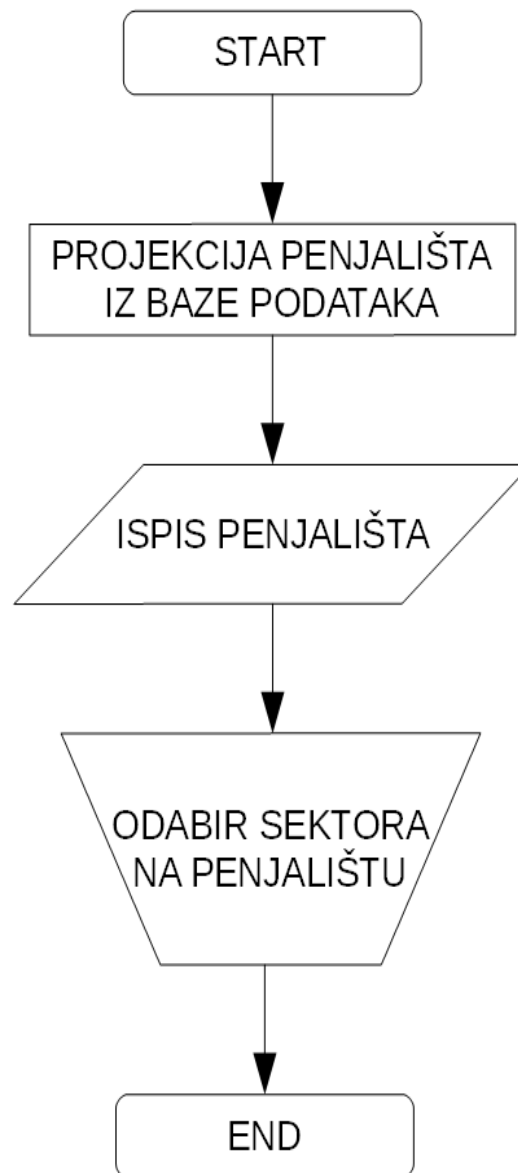 START
PROJEKCIJA PENJALIŠTA
IZ BAZE PODATAKA
ISPIS PENJALIŠTA
ODABIR SEKTORA
NA PENJALIŠTU
END